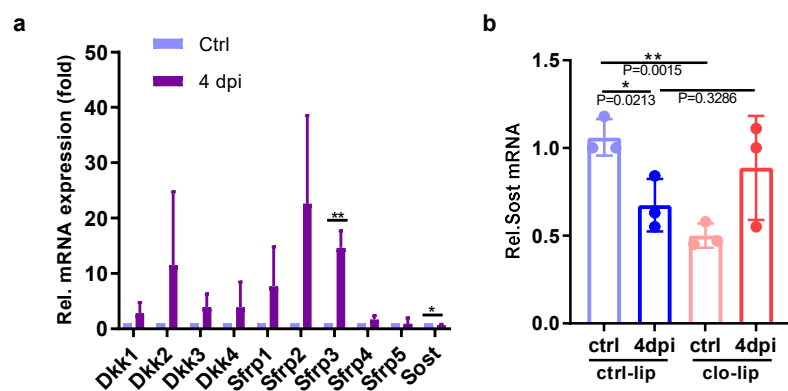 a
Ctrl
4 dpi
Rel. mRNA expression (fold)
50
40
30
20
10
0
Dkk1
Dkk2
Dkk3
Dkk4
Sfrp1
Sfrp2
Sfrp3
Sfrp4
Sfrp5
Sost
**
*
b
Rel.Sost mRNA
1.5
1.0
0.5
0.0
**
P=0.0015
*
P=0.0213
P=0.3286
ctrl 4dpi ctrl 4dpi
ctrl-lip clo-lip